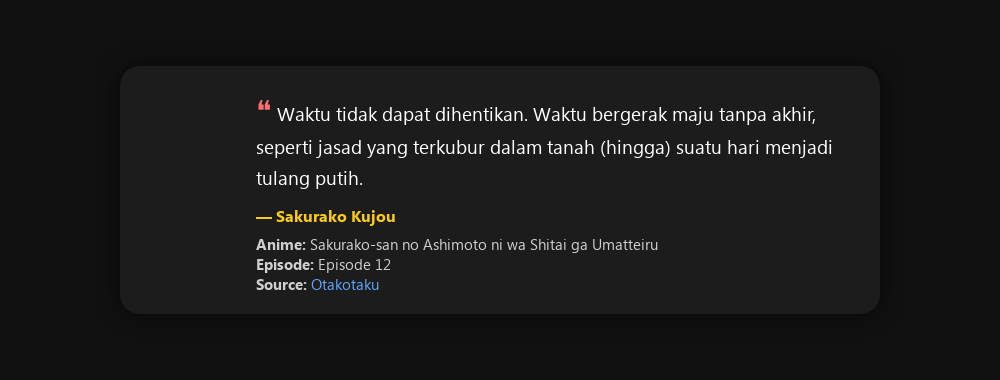 ❝ Waktu tidak dapat dihentikan. Waktu bergerak maju tanpa akhir,
seperti jasad yang terkubur dalam tanah (hingga) suatu hari menjadi
tulang putih.
— Sakurako Kujou
Anime: Sakurako-san no Ashimoto ni wa Shitai ga Umatteiru
Episode: Episode 12
Source: Otakotaku